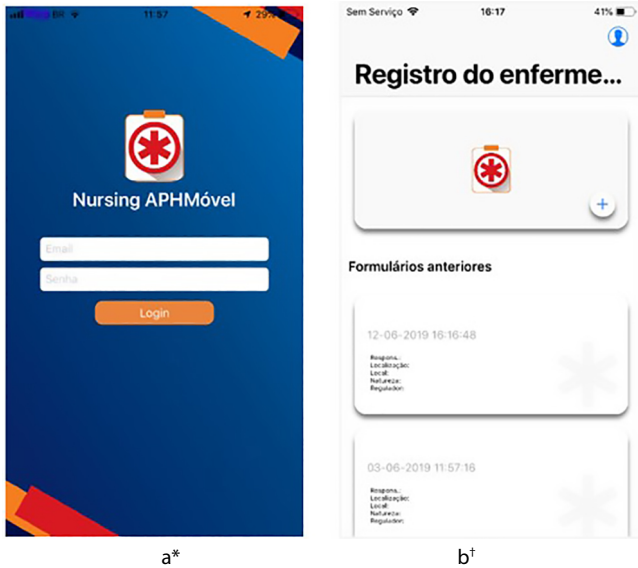 BR 11:57 29%
Nursing APHMóvel
Email
Senha
Login
a*
Sem Serviço 16:17 41%
Registro do enferme...
Formulários anteriores
12-06-2019 16:16:48
Respons.:
Localização:
Local:
Natureza:
Regulador:
03-06-2019 11:57:16
Respons.:
Localização:
Local:
Natureza:
Regulador:
b†